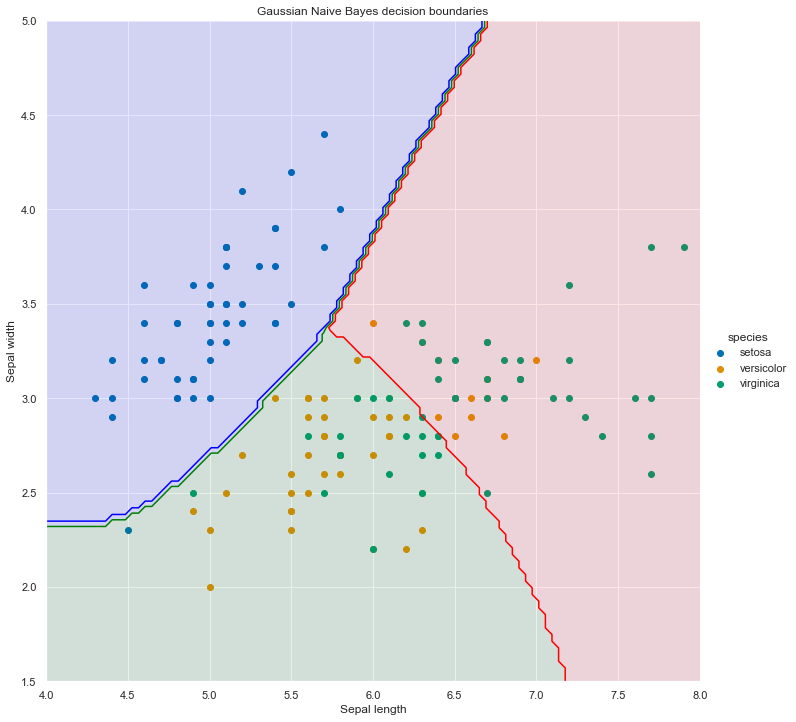 Gaussian Naive Bayes decision boundaries
5.0
4.5
4.0
3.5
3.0
2.5
2.0
1.5
Sepal width
4.0 4.5 5.0 5.5 6.0 6.5 7.0 7.5 8.0
Sepal length
species
setosa
versicolor
virginica